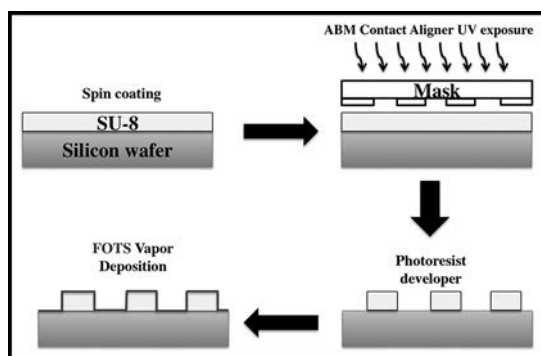 ABM Contact Aligner UV exposure
Spin coating
Mask
SU-8
Silicon wafer
FOTS Vapor
Deposition
Photoresist
developer